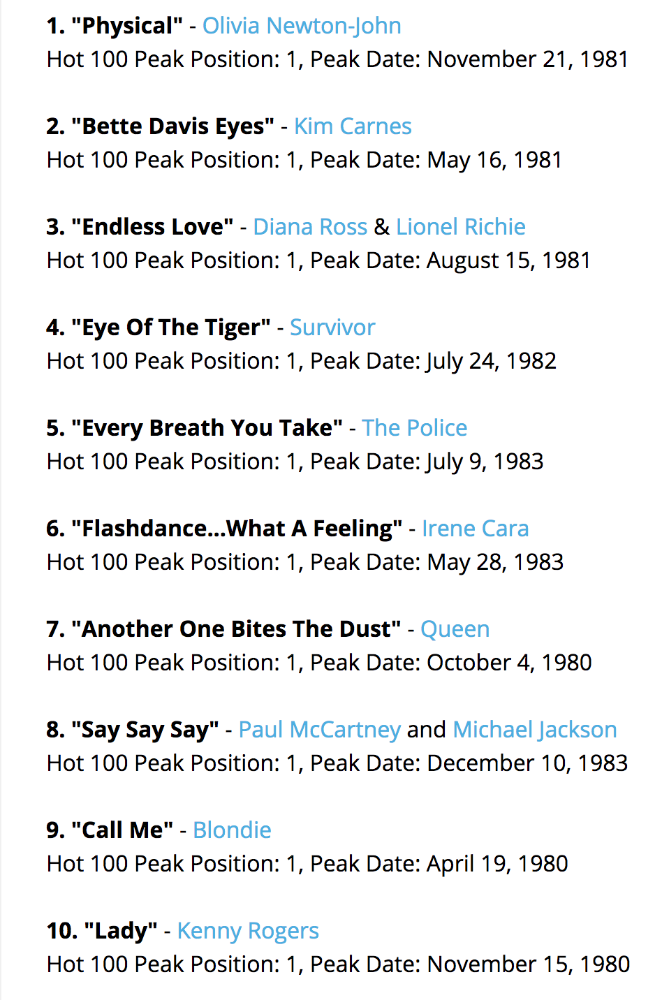 1. "Physical" - Olivia Newton-John
Hot 100 Peak Position: 1, Peak Date: November 21, 1981
2. "Bette Davis Eyes" - Kim Carnes
Hot 100 Peak Position: 1, Peak Date: May 16, 1981
3. "Endless Love" - Diana Ross & Lionel Richie
Hot 100 Peak Position: 1, Peak Date: August 15, 1981
4. "Eye Of The Tiger" - Survivor
Hot 100 Peak Position: 1, Peak Date: July 24, 1982
5. "Every Breath You Take" - The Police
Hot 100 Peak Position: 1, Peak Date: July 9, 1983
6. "Flashdance...What A Feeling" - Irene Cara
Hot 100 Peak Position: 1, Peak Date: May 28, 1983
7. "Another One Bites The Dust" - Queen
Hot 100 Peak Position: 1, Peak Date: October 4, 1980
8. "Say Say Say" - Paul McCartney and Michael Jackson
Hot 100 Peak Position: 1, Peak Date: December 10, 1983
9. "Call Me" - Blondie
Hot 100 Peak Position: 1, Peak Date: April 19, 1980
10. "Lady" - Kenny Rogers
Hot 100 Peak Position: 1, Peak Date: November 15, 1980